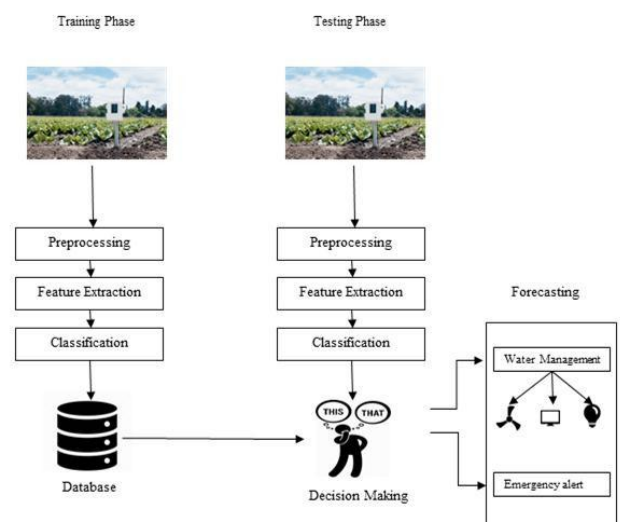 Training Phase
Testing Phase
Preprocessing
Preprocessing
Feature Extraction
Feature Extraction
Forecasting
Classification
Classification
Water Management
THIS
THAT
Database
Decision Making
Emergency alert